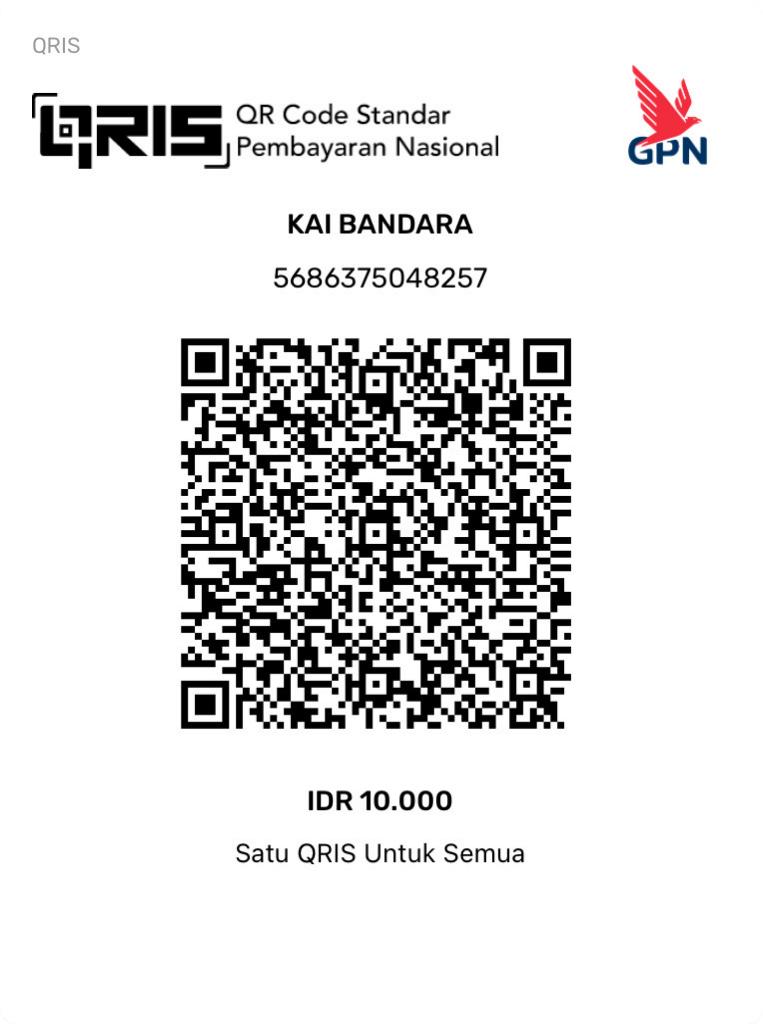 QRIS
QRIS QR Code Standar
Pembayaran Nasional
GPN
KAI BANDARA
5686375048257
IDR 10.000
Satu QRIS Untuk Semua